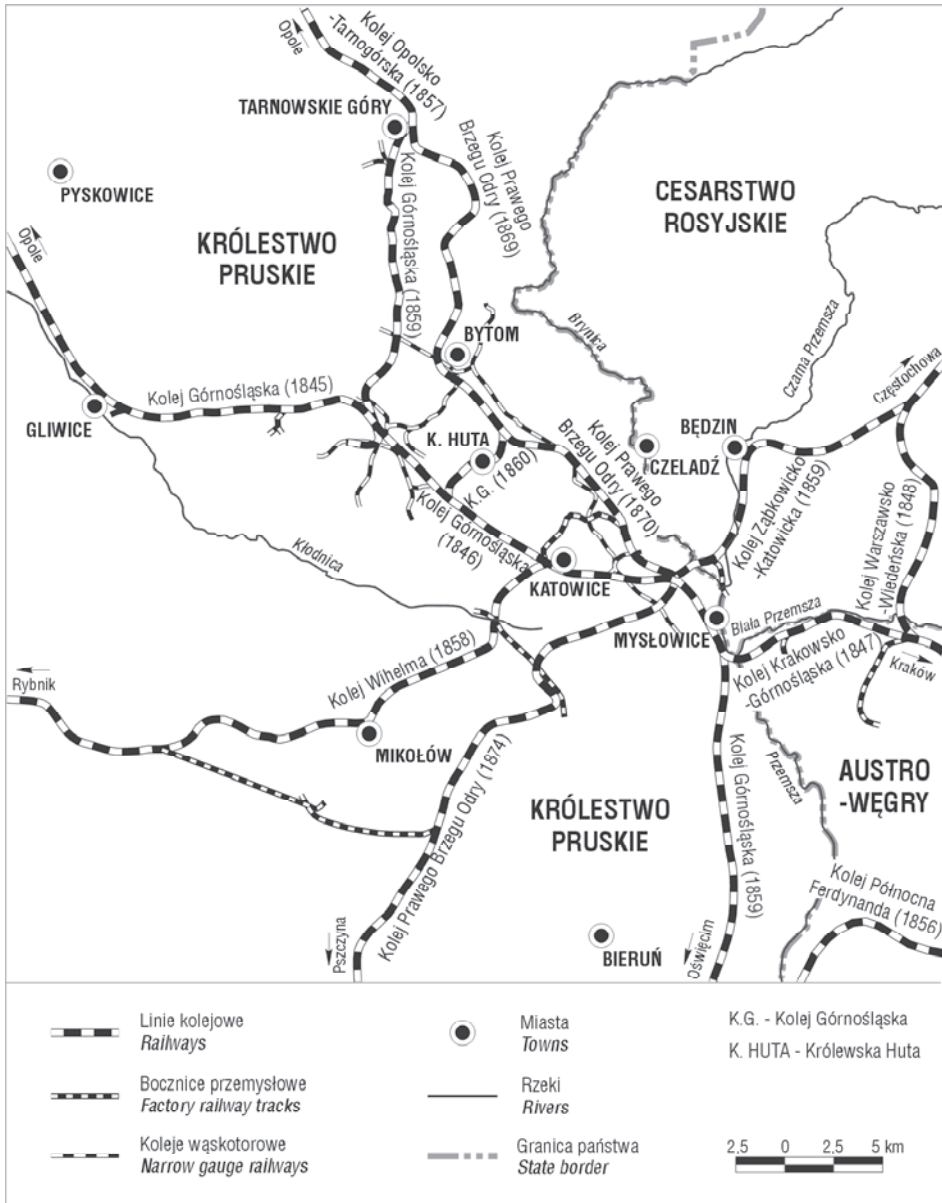 Opole
Kolej Opolsko
-Tarnogórska (1857)
TARNOWSKIE GÓRY
PYSKOWICE
Kolej Prawego
Brzegu Odry (1869)
CESARSTWO
ROSYJSKIE
Opole
KRÓLESTWO
PRUSKIE
Kolej Górnośląska (1859)
Brynica
Czarna Przemsza
BYTOM
Częstochowa
Kolej Górnośląska (1845)
GLIWICE
K. HUTA
K.G. (1860)
Kolej Prawego
Brzegu Odry (1870)
BĘDZIN
CZELADŹ
Kolej Ząbkowicko
-Katowicka (1859)
Kolej Warszawsko
-Wiedeńska (1848)
Kolej Górnośląska
(1846)
Kłodnica
KATOWICE
MYSŁOWICE
Biała Przemsza
Kolej Krakowsko
-Górnośląska (1847)
Kraków
Rybnik
Kolej Wihelma (1858)
MIKOŁÓW
Kolej Prawego Brzegu Odry (1874)
Pszczyna
KRÓLESTWO
PRUSKIE
Kolej Górnośląska (1859)
Przemsza
AUSTRO
-WĘGRY
Kolej Północna
Ferdynanda (1856)
BIERUŃ
Oświęcim
Linie kolejowe
Railways
Bocznice przemysłowe
Factory railway tracks
Koleje wąskotorowe
Narrow gauge railways
Miasta
Towns
Rzeki
Rivers
Granica państwa
State border
K.G. - Kolej Górnośląska
K. HUTA - Królewska Huta
2,5 0 2,5 5 km